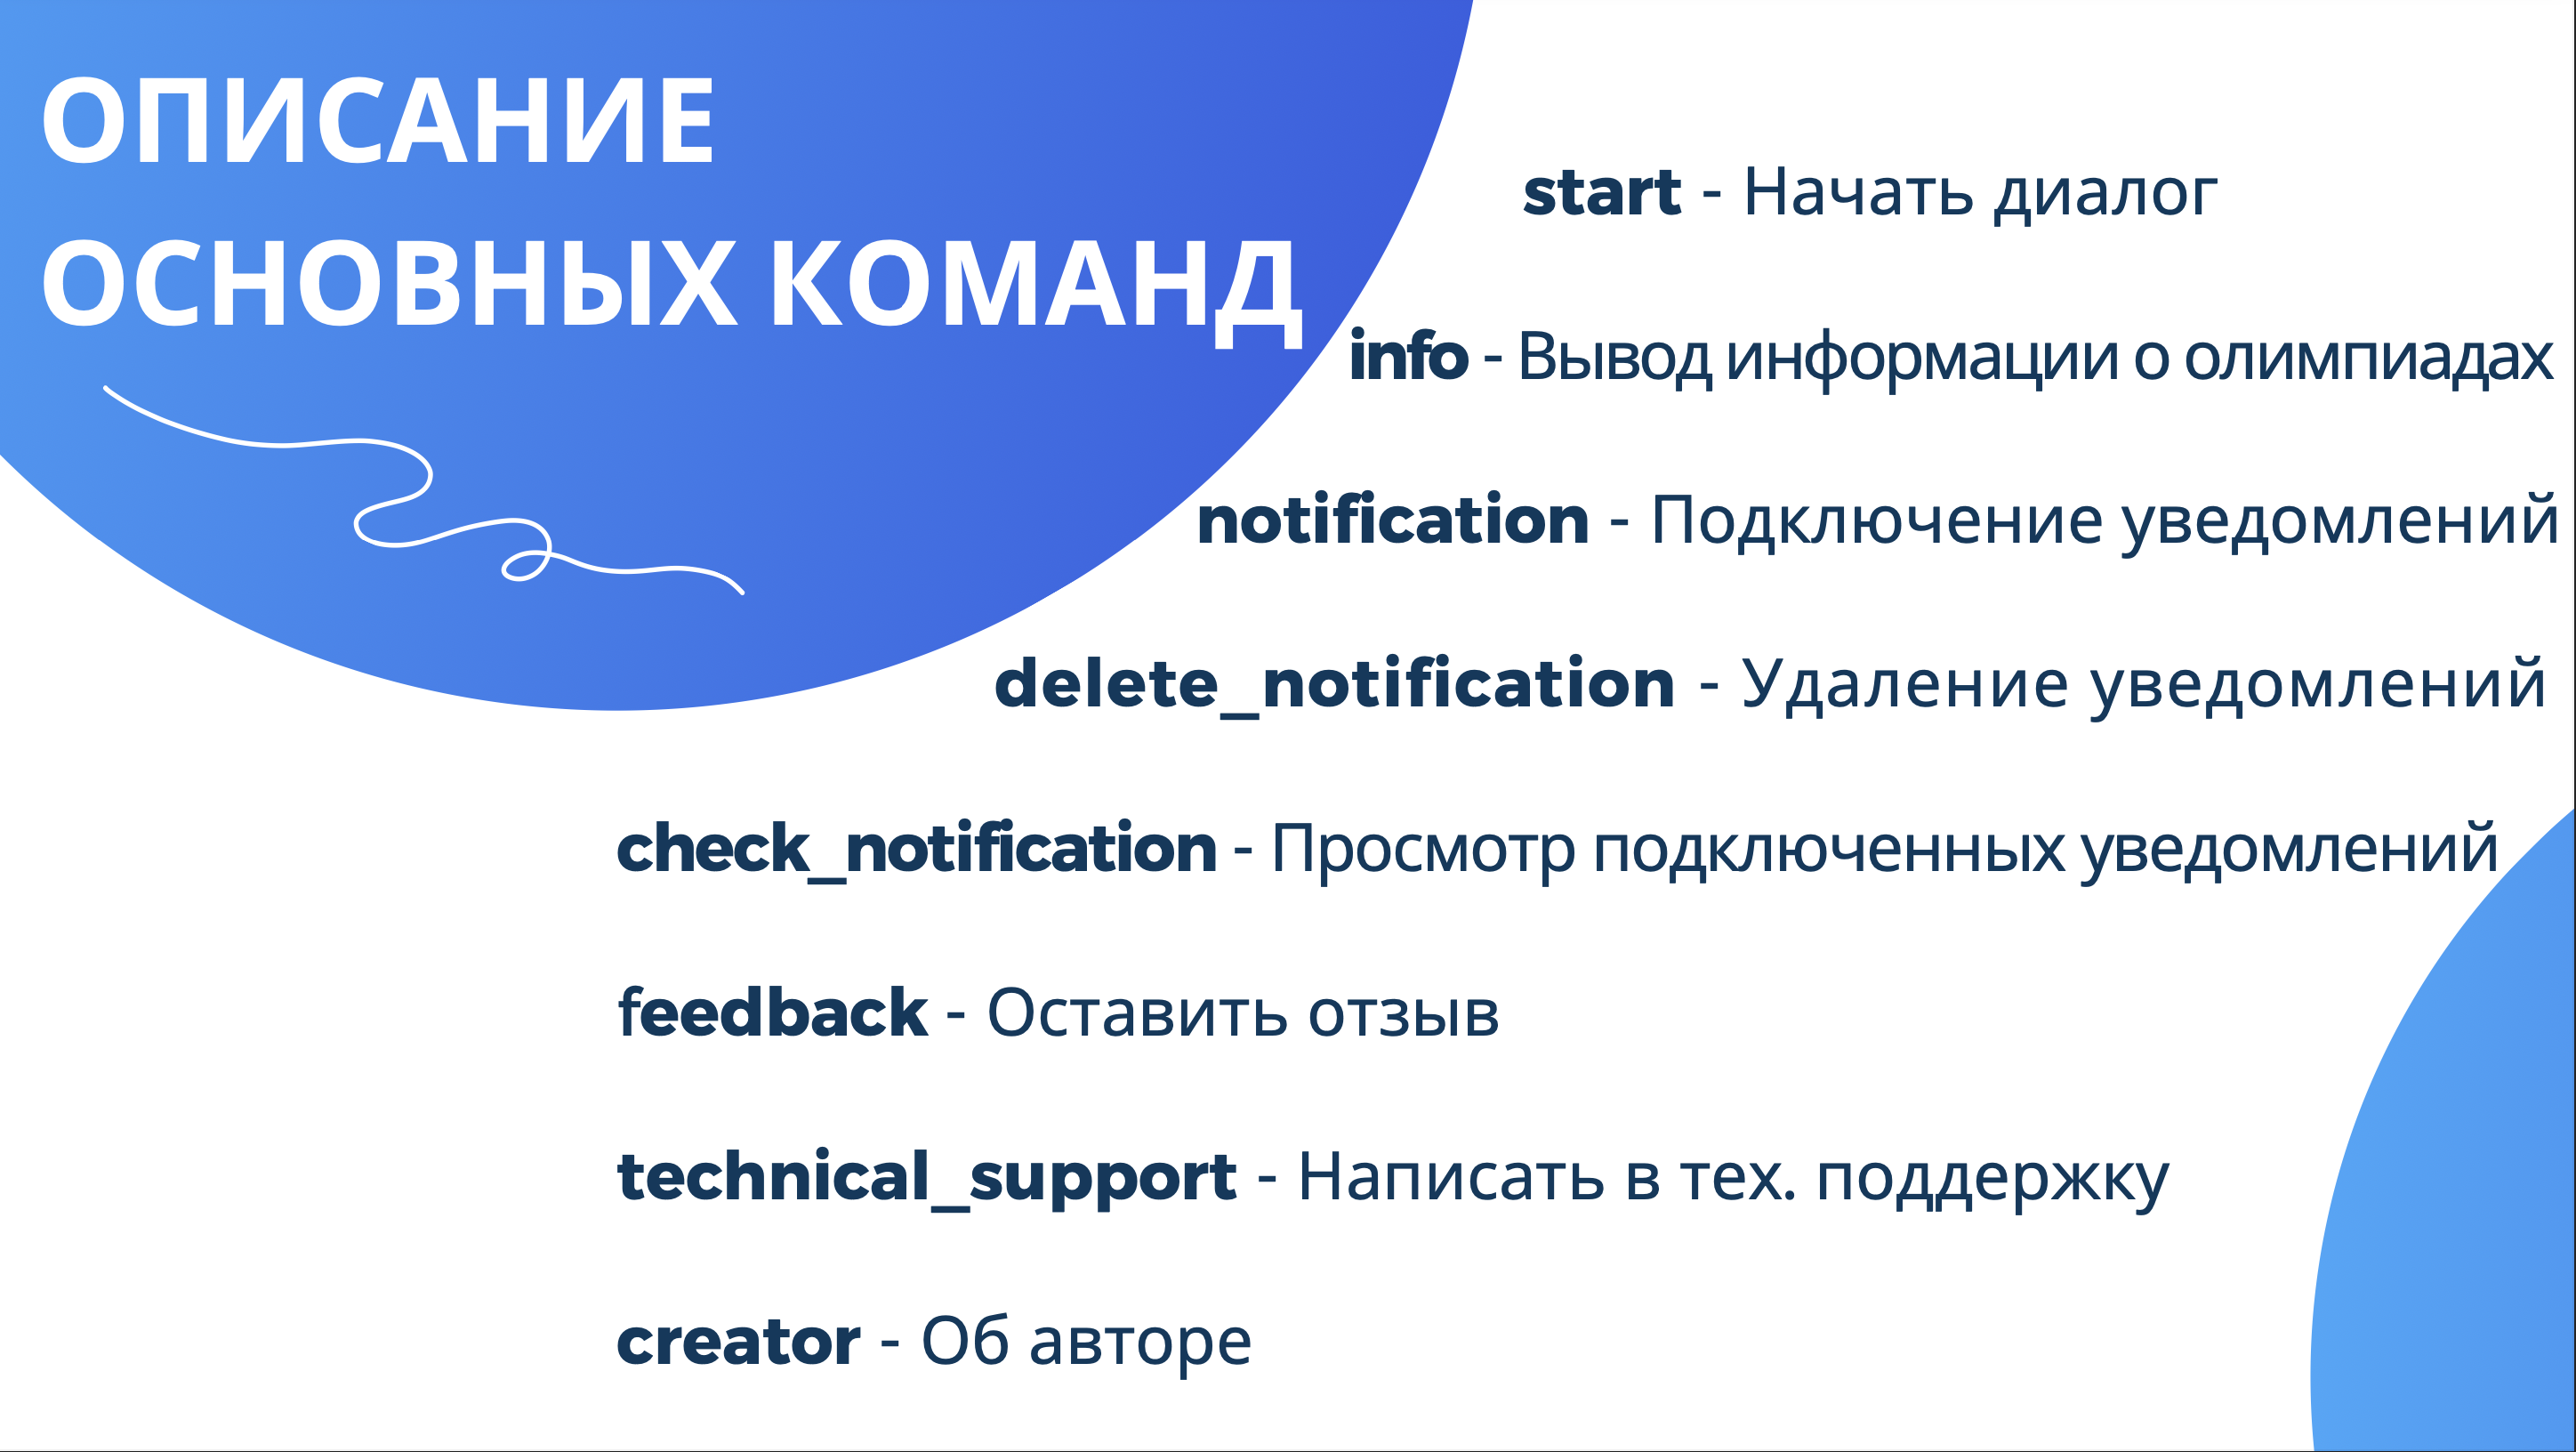 ОПИСАНИЕ
ОСНОВНЫХ КОМАНД
start - Начать диалог
info - Вывод информации о олимпиадах
notification - Подключение уведомлений
delete_notification - Удаление уведомлений
check_notification - Просмотр подключенных уведомлений
feedback - Оставить отзыв
technical_support - Написать в тех. поддержку
creator - Об авторе